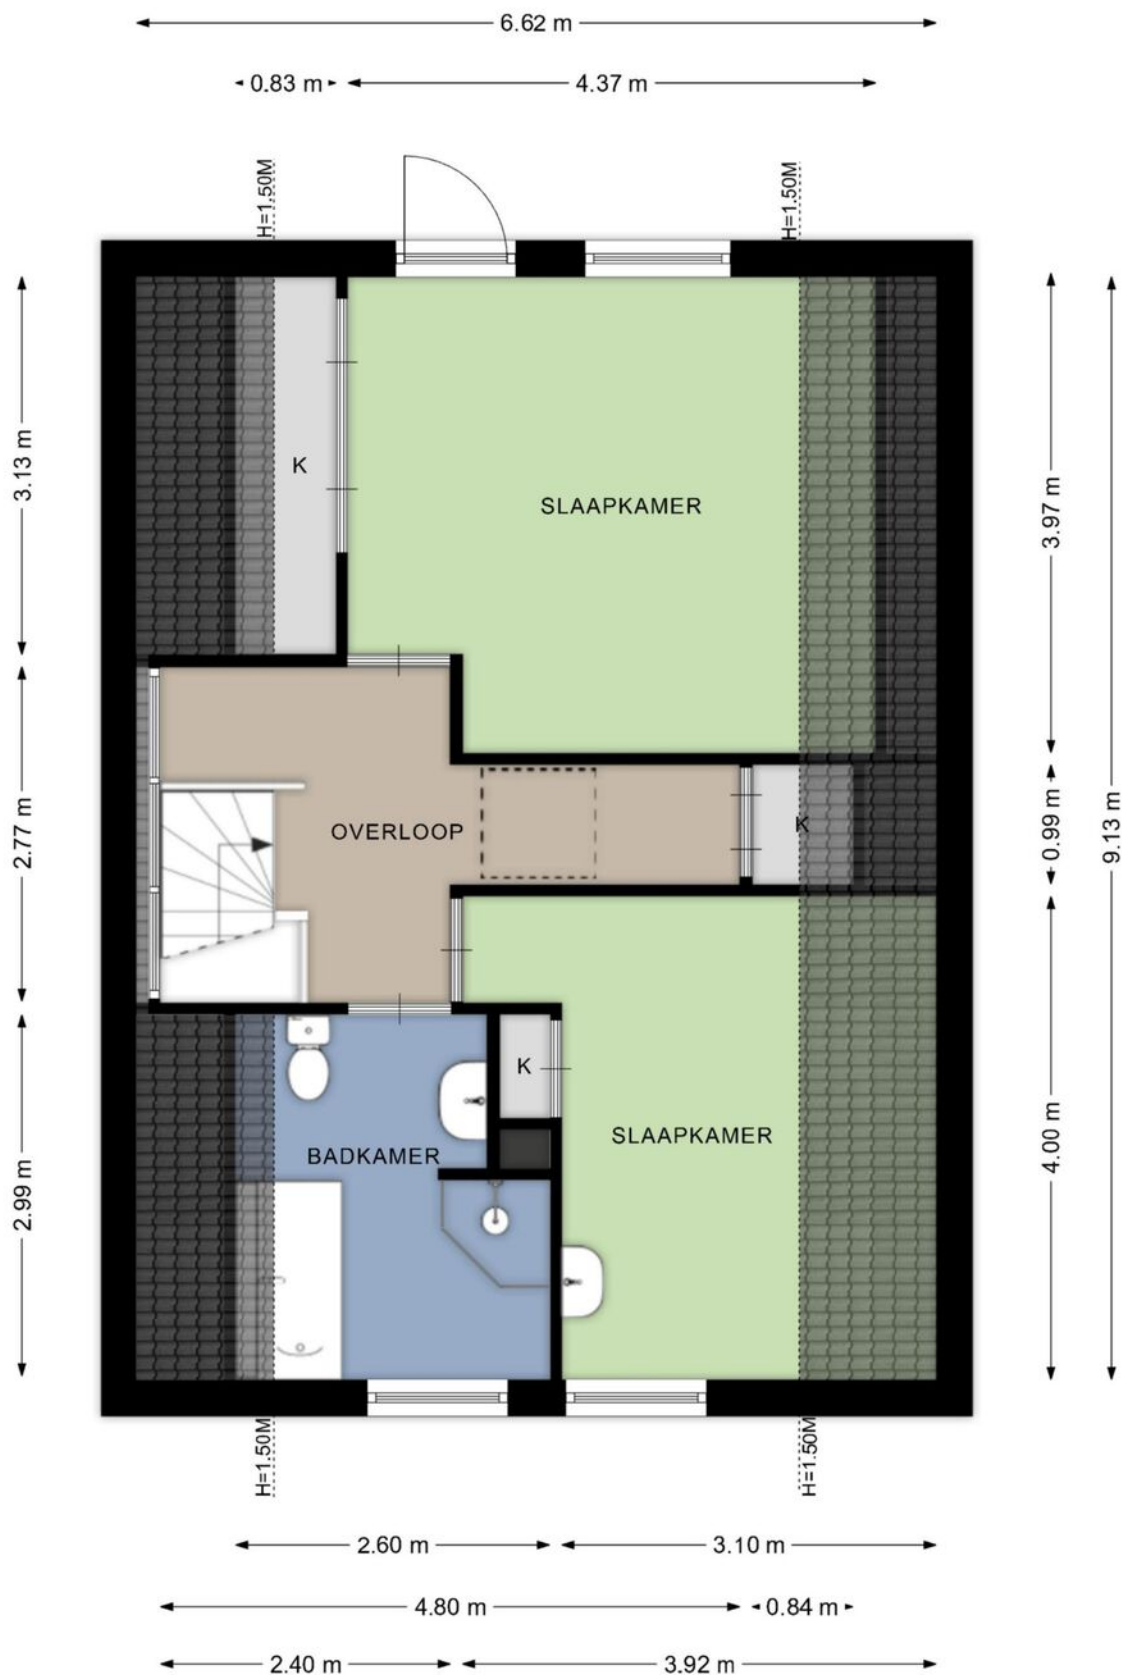 6.62 m
0.83 m
4.37 m
H=1.50M
H=1.50M
3.13 m
K
SLAAPKAMER
3.97 m
2.77 m
OVERLOOP
K
0.99 m
9.13 m
K
SLAAPKAMER
BADKAMER
2.99 m
4.00 m
H=1.50M
H=1.50M
2.60 m
3.10 m
4.80 m
0.84 m
2.40 m
3.92 m